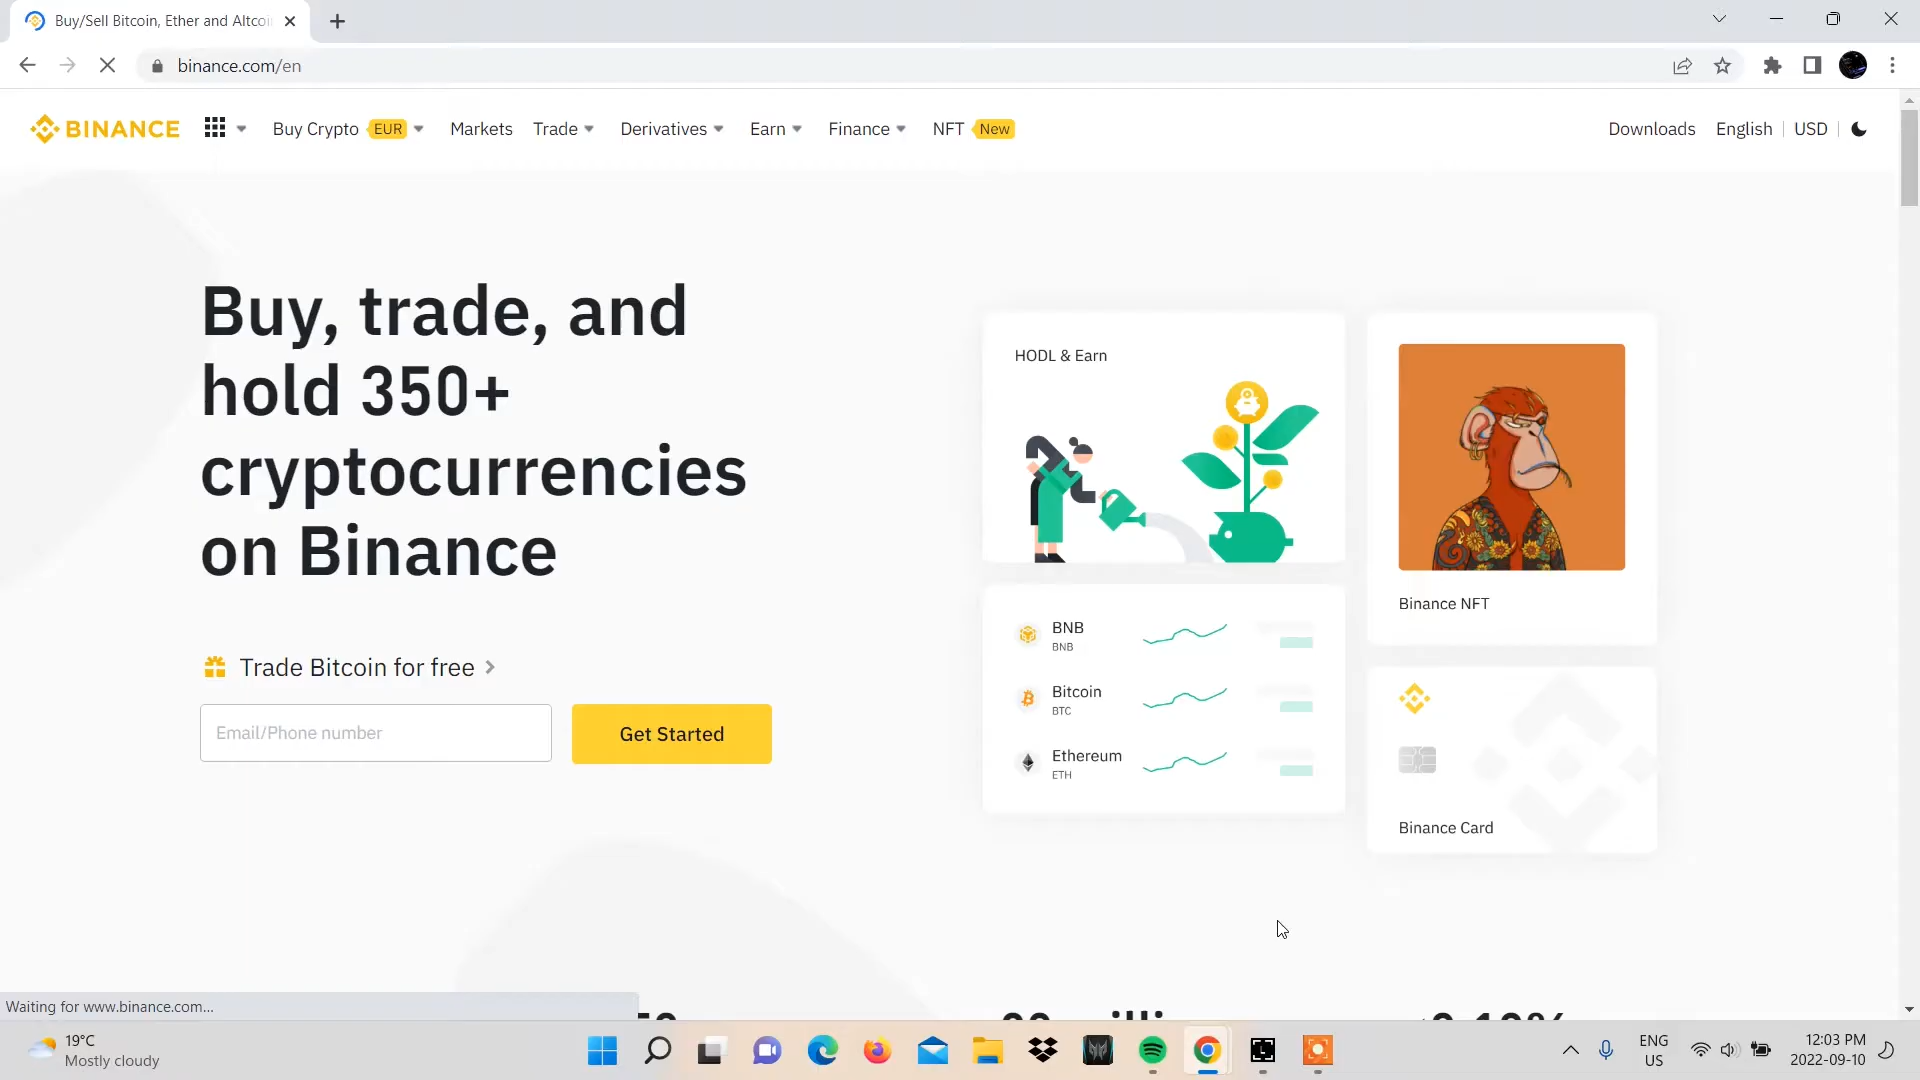 Buy/Sell Bitcoin, Ether and Altcoi
binance.com/en
BINANCE
Buy Crypto EUR
Markets
Trade
Derivatives
Earn
Finance
NFT New
Downloads
English
USD
Buy, trade, and
hold 350+
cryptocurrencies
on Binance
Trade Bitcoin for free
Email/Phone number
Get Started
HODL & Earn
BNB
BNB
Bitcoin
BTC
Ethereum
ETH
Binance NFT
Binance Card
Waiting for www.binance.com...
19°C
Mostly cloudy
ENG
US
12:03 PM
2022-09-10